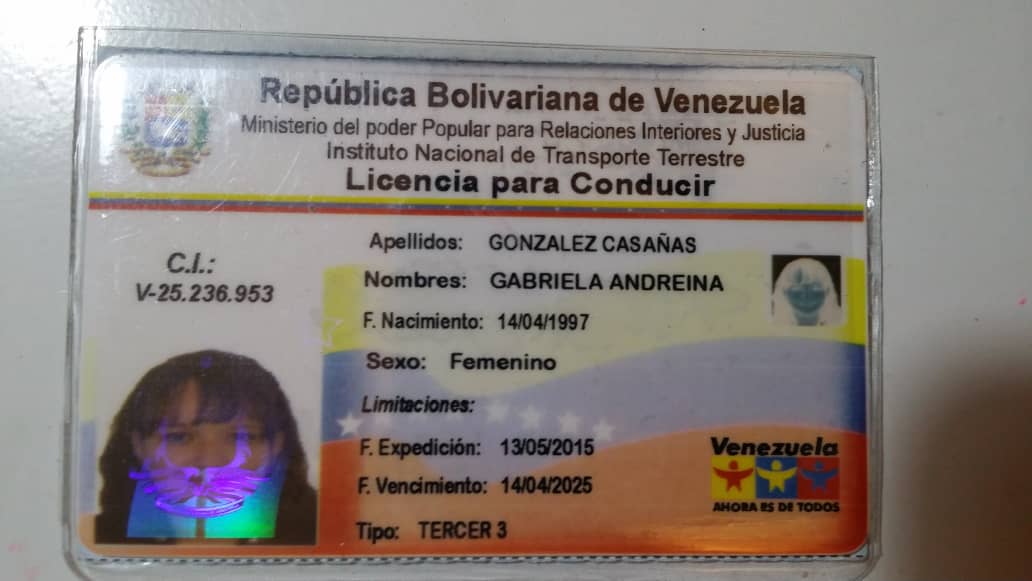 República Bolivariana de Venezuela
Ministerio del poder Popular para Relaciones Interiores y Justicia
Instituto Nacional de Transporte Terrestre
Licencia para Conducir
C.I.:
V-25.236.953
Apellidos: GONZALEZ CASAÑAS
Nombres: GABRIELA ANDREINA
F. Nacimiento: 14/04/1997
Sexo: Femenino
Limitaciones:
F. Expedición: 13/05/2015
F. Vencimiento: 14/04/2025
Tipo: TERCER 3
Venezuela
AHORA ES DE TODOS